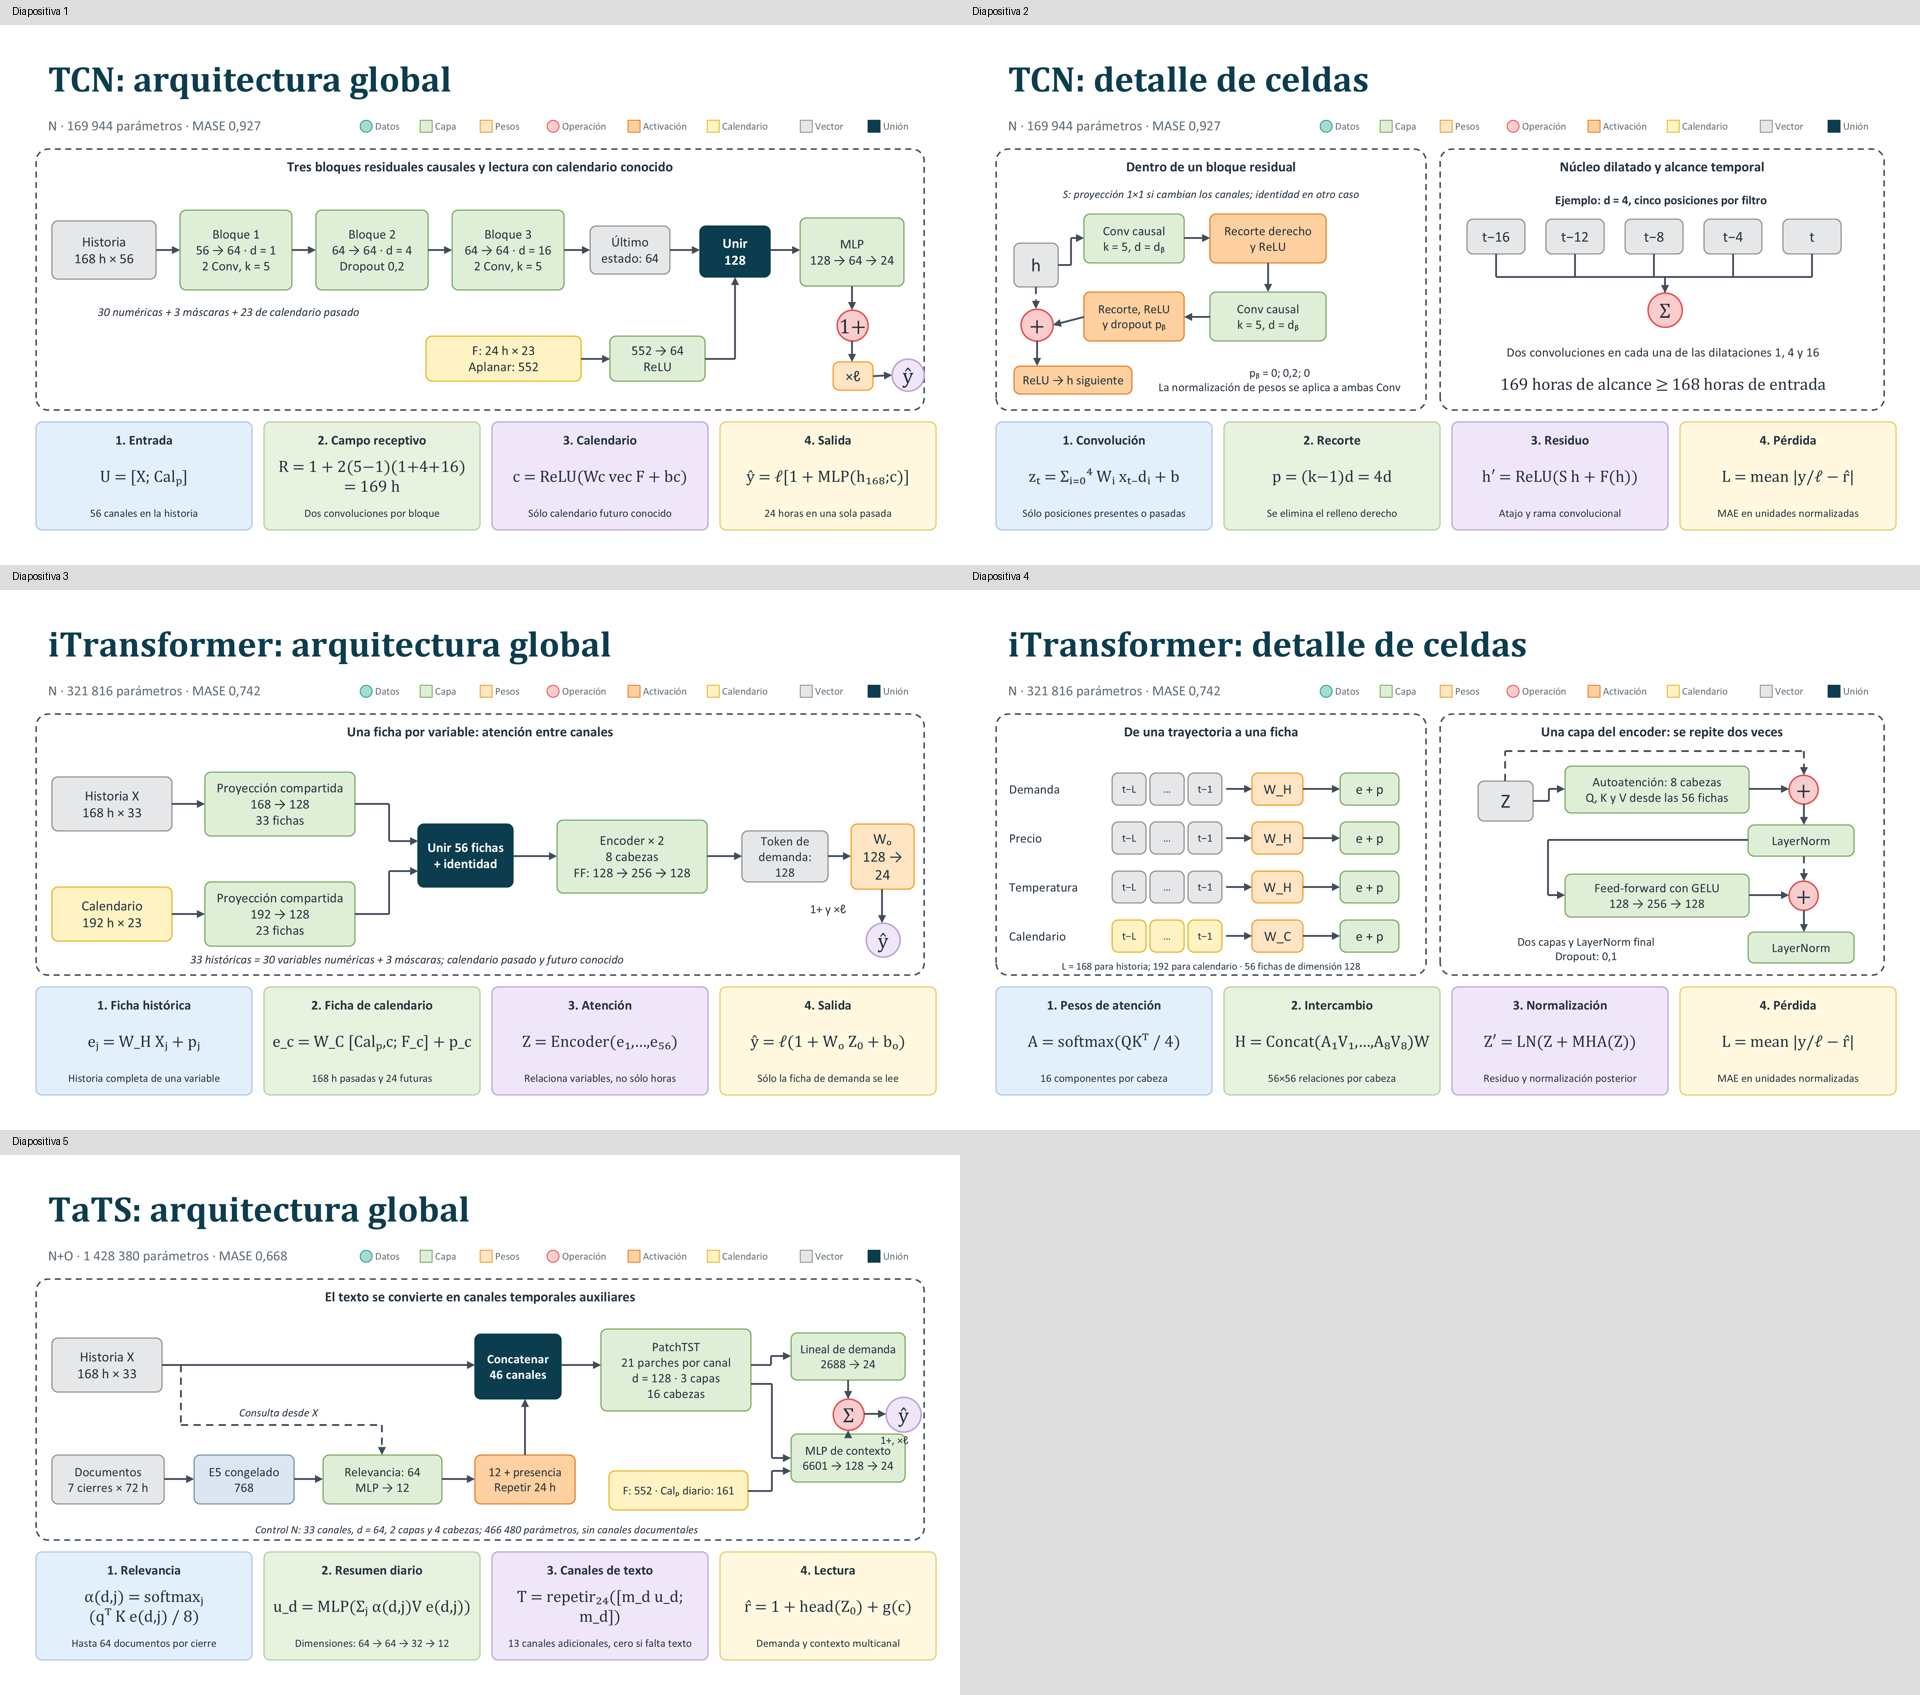 Diapositiva 1
TCN: arquitectura global
N · 169 944 parámetros · MASE 0,927
Datos
Capa
Pesos
Operación
Activación
Calendario
Vector
Unión
Tres bloques residuales causales y lectura con calendario conocido
Historia
168 h × 56
Bloque 1
56 → 64 · d = 1
2 Conv, k = 5
Bloque 2
64 → 64 · d = 4
Dropout 0,2
Bloque 3
64 → 64 · d = 16
2 Conv, k = 5
Último
estado: 64
Unir
128
MLP
128 → 64 → 24
30 numéricas + 3 máscaras + 23 de calendario pasado
1+
F: 24 h × 23
Aplanar: 552
552 → 64
ReLU
×ℓ
ŷ
1. Entrada
U = [X; Calₚ]
56 canales en la historia
2. Campo receptivo
R = 1 + 2(5−1)(1+4+16)
= 169 h
Dos convoluciones por bloque
3. Calendario
c = ReLU(Wc vec F + bc)
Sólo calendario futuro conocido
4. Salida
ŷ = ℓ[1 + MLP(h₁₆₈;c)]
24 horas en una sola pasada
Diapositiva 2
TCN: detalle de celdas
N · 169 944 parámetros · MASE 0,927
Datos
Capa
Pesos
Operación
Activación
Calendario
Vector
Unión
Dentro de un bloque residual
S: proyección 1×1 si cambian los canales; identidad en otro caso
h
Conv causal
k = 5, d = dᵦ
Recorte derecho
y ReLU
+
Recorte, ReLU
y dropout pᵦ
Conv causal
k = 5, d = dᵦ
ReLU → h siguiente
pᵦ = 0; 0,2; 0
La normalización de pesos se aplica a ambas Conv
Núcleo dilatado y alcance temporal
Ejemplo: d = 4, cinco posiciones por filtro
t−16
t−12
t−8
t−4
t
Σ
Dos convoluciones en cada una de las dilataciones 1, 4 y 16
169 horas de alcance ≥ 168 horas de entrada
1. Convolución
zₜ = Σᵢ₌₀⁴ Wᵢ xₜ₋dᵢ + b
Sólo posiciones presentes o pasadas
2. Recorte
p = (k−1)d = 4d
Se elimina el relleno derecho
3. Residuo
h′ = ReLU(S h + F(h))
Atajo y rama convolucional
4. Pérdida
L = mean |y/ℓ − r̂|
MAE en unidades normalizadas
Diapositiva 3
iTransformer: arquitectura global
N · 321 816 parámetros · MASE 0,742
Datos
Capa
Pesos
Operación
Activación
Calendario
Vector
Unión
Una ficha por variable: atención entre canales
Historia X
168 h × 33
Proyección compartida
168 → 128
33 fichas
Unir 56 fichas
+ identidad
Encoder × 2
8 cabezas
FF: 128 → 256 → 128
Token de
demanda:
128
Wₒ
128 →
24
Calendario
192 h × 23
Proyección compartida
192 → 128
23 fichas
1+ y ×ℓ
ŷ
33 históricas = 30 variables numéricas + 3 máscaras; calendario pasado y futuro conocido
1. Ficha histórica
eⱼ = W_H Xⱼ + pⱼ
Historia completa de una variable
2. Ficha de calendario
e_c = W_C [Calₚ,c; F_c] + p_c
168 h pasadas y 24 futuras
3. Atención
Z = Encoder(e₁,…,e₅₆)
Relaciona variables, no sólo horas
4. Salida
ŷ = ℓ(1 + Wₒ Z₀ + bₒ)
Sólo la ficha de demanda se lee
Diapositiva 4
iTransformer: detalle de celdas
N · 321 816 parámetros · MASE 0,742
Datos
Capa
Pesos
Operación
Activación
Calendario
Vector
Unión
De una trayectoria a una ficha
Demanda
t−L
...
t−1
W_H
e + p
Precio
t−L
...
t−1
W_H
e + p
Temperatura
t−L
...
t−1
W_H
e + p
Calendario
t−L
...
t−1
W_C
e + p
L = 168 para historia; 192 para calendario · 56 fichas de dimensión 128
Una capa del encoder: se repite dos veces
Z
Autoatención: 8 cabezas
Q, K y V desde las 56 fichas
+
LayerNorm
Feed-forward con GELU
128 → 256 → 128
+
Dos capas y LayerNorm final
Dropout: 0,1
LayerNorm
1. Pesos de atención
A = softmax(QKᵀ / 4)
16 componentes por cabeza
2. Intercambio
H = Concat(A₁V₁,…,A₈V₈)W
56×56 relaciones por cabeza
3. Normalización
Z′ = LN(Z + MHA(Z))
Residuo y normalización posterior
4. Pérdida
L = mean |y/ℓ − r̂|
MAE en unidades normalizadas
Diapositiva 5
TaTS: arquitectura global
N+O · 1 428 380 parámetros · MASE 0,668
Datos
Capa
Pesos
Operación
Activación
Calendario
Vector
Unión
El texto se convierte en canales temporales auxiliares
Historia X
168 h × 33
Concatenar
46 canales
PatchTST
21 parches por canal
d = 128 · 3 capas
16 cabezas
Lineal de demanda
2688 → 24
Consulta desde X
Σ
ŷ
1+, ×ℓ
Documentos
7 cierres × 72 h
E5 congelado
768
Relevancia: 64
MLP → 12
12 + presencia
Repetir 24 h
F: 552 · Calₚ diario: 161
MLP de contexto
6601 → 128 → 24
Control N: 33 canales, d = 64, 2 capas y 4 cabezas; 466 480 parámetros, sin canales documentales
1. Relevancia
α(d,j) = softmaxⱼ
(qᵀ K e(d,j) / 8)
Hasta 64 documentos por cierre
2. Resumen diario
u_d = MLP(Σⱼ α(d,j)V e(d,j))
Dimensiones: 64 → 64 → 32 → 12
3. Canales de texto
T = repetir₂₄([m_d u_d;
m_d])
13 canales adicionales, cero si falta texto
4. Lectura
r̂ = 1 + head(Z₀) + g(c)
Demanda y contexto multicanal